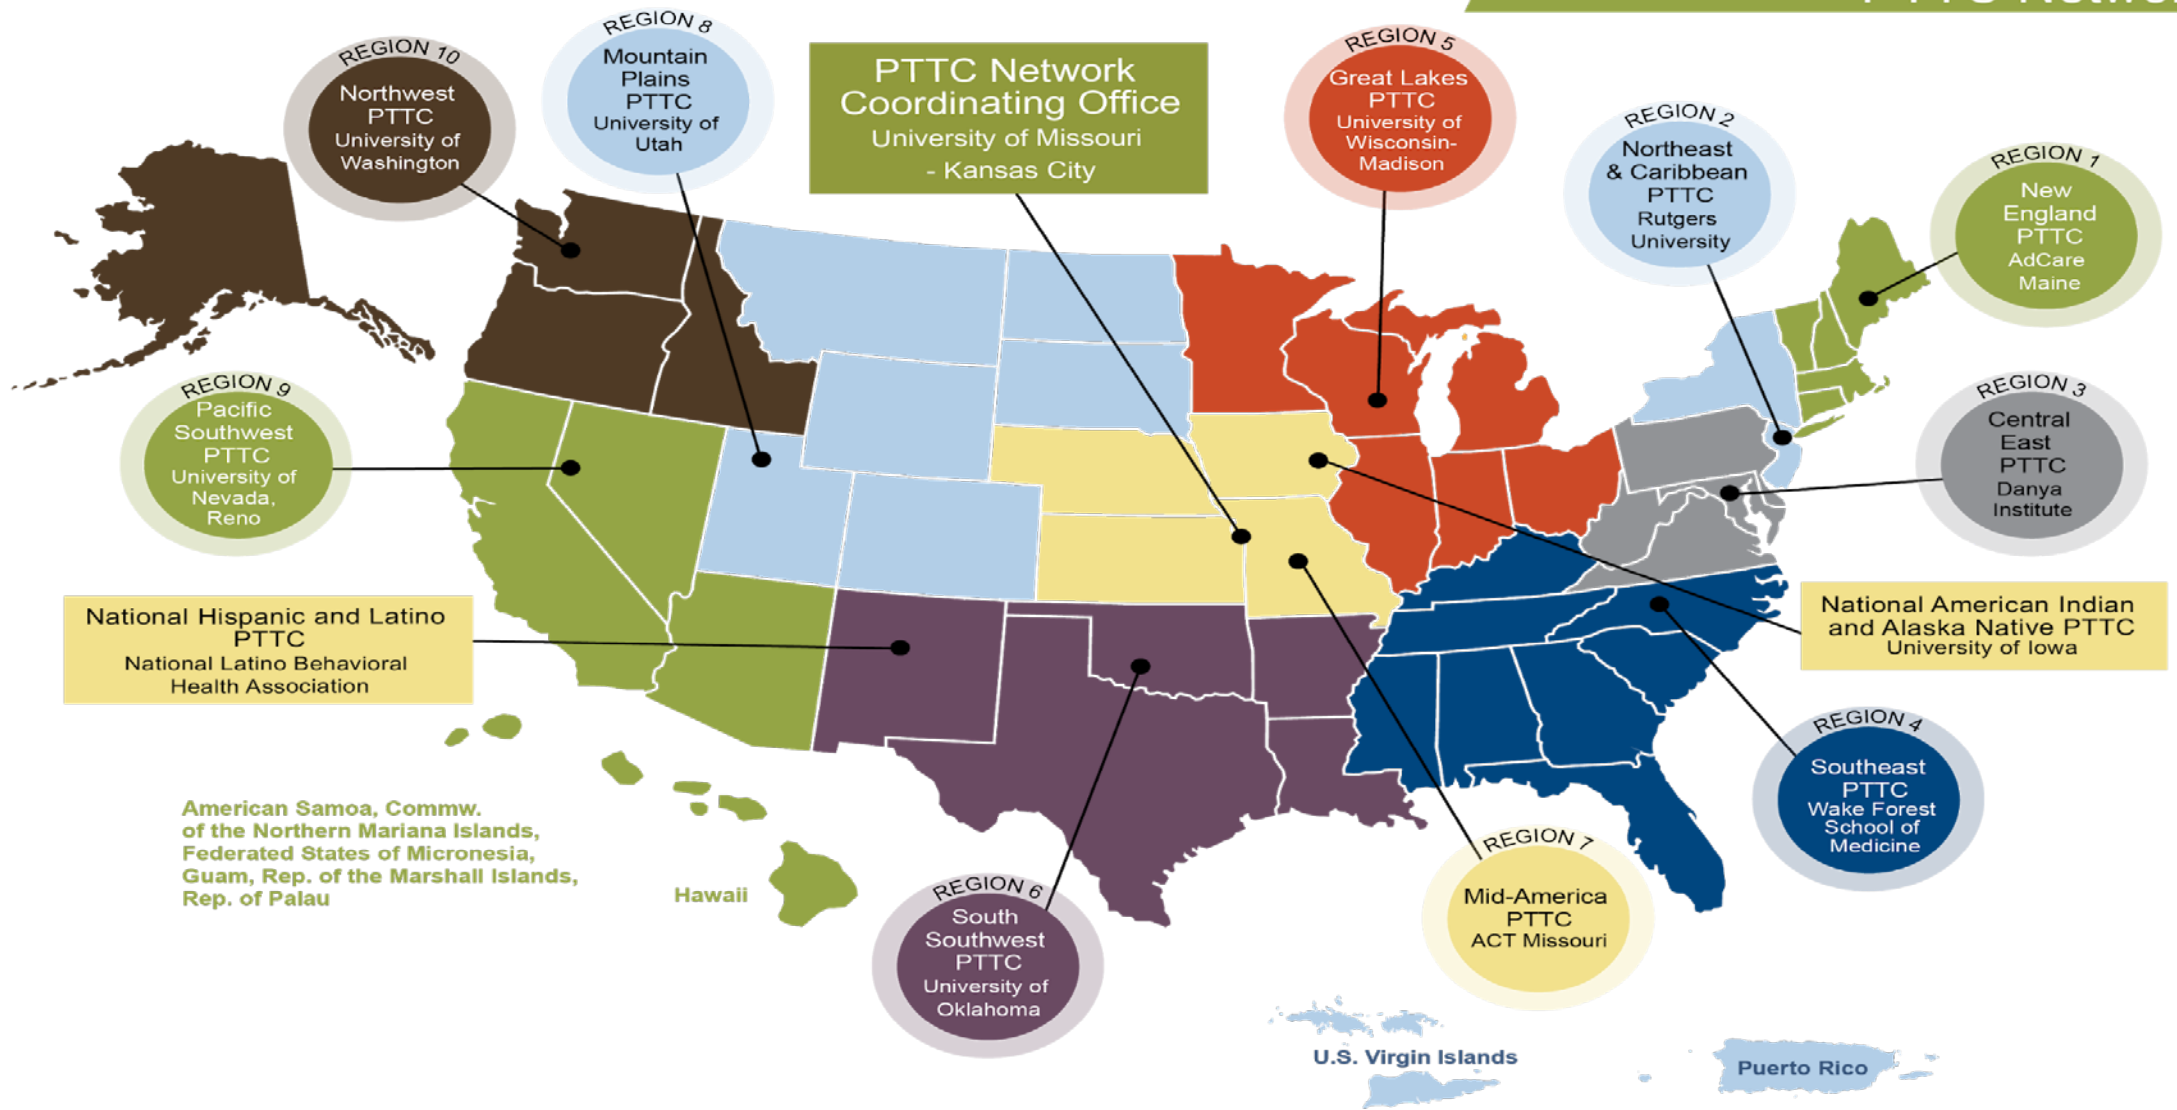 PTTC Network
REGION 10
Northwest
PTTC
University of
Washington
REGION 8
Mountain
Plains
PTTC
University of
Utah
PTTC Network
Coordinating Office
University of Missouri
- Kansas City
REGION 5
Great Lakes
PTTC
University of
Wisconsin-
Madison
REGION 2
Northeast
& Caribbean
PTTC
Rutgers
University
REGION 1
New
England
PTTC
AdCare
Maine
REGION 9
Pacific
Southwest
PTTC
University of
Nevada,
Reno
REGION 3
Central
East
PTTC
Danya
Institute
National Hispanic and Latino
PTTC
National Latino Behavioral
Health Association
National American Indian
and Alaska Native PTTC
University of Iowa
REGION 4
Southeast
PTTC
Wake Forest
School of
Medicine
American Samoa, Commw.
of the Northern Mariana Islands,
Federated States of Micronesia,
Guam, Rep. of the Marshall Islands,
Rep. of Palau
Hawaii
REGION 6
South
Southwest
PTTC
University of
Oklahoma
REGION 7
Mid-America
PTTC
ACT Missouri
U.S. Virgin Islands
Puerto Rico